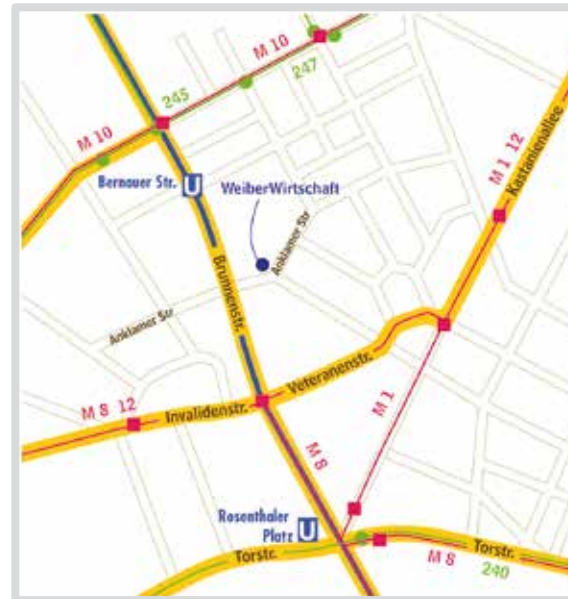 M 10
247
245
M 10
M 1 12
Kastanienallee
Bernauer Str.
U
WeiberWirtschaft
Anklamer Str
Brunnenstr.
Anklamer Str
Veteranenstr.
M 1
M 8 12
Invalidenstr.
M 8
Rosenthaler
Platz
U
Torstr.
M 8
Torstr.
240